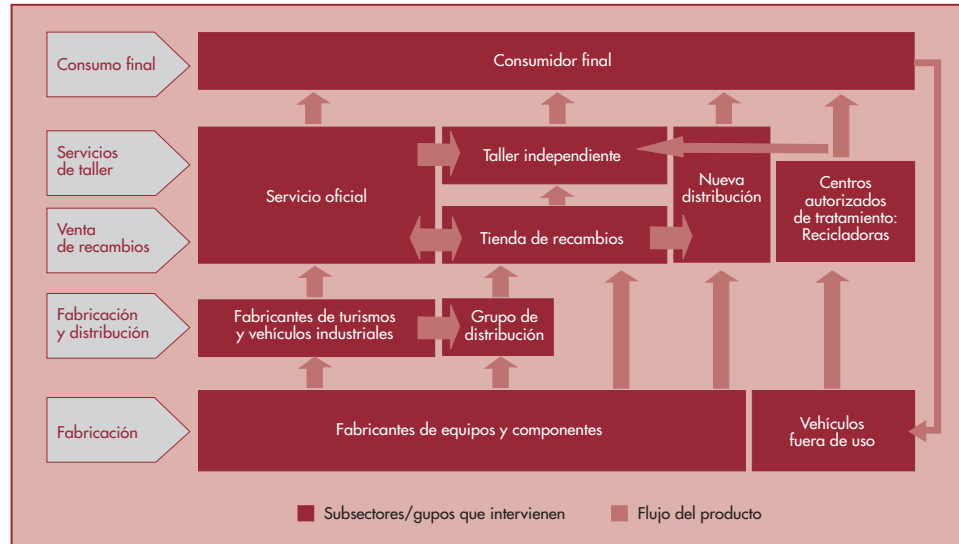 Consumo final
Consumidor final
Servicios
de taller
Taller independiente
Servicio oficial
Nueva
distribución
Centros
autorizados
de tratamiento:
Recicladoras
Venta
de recambios
Tienda de recambios
Fabricación
y distribución
Fabricantes de turismos
y vehículos industriales
Grupo de
distribución
Fabricación
Fabricantes de equipos y componentes
Vehículos
fuera de uso
Subsectores/gupos que intervienen
Flujo del producto